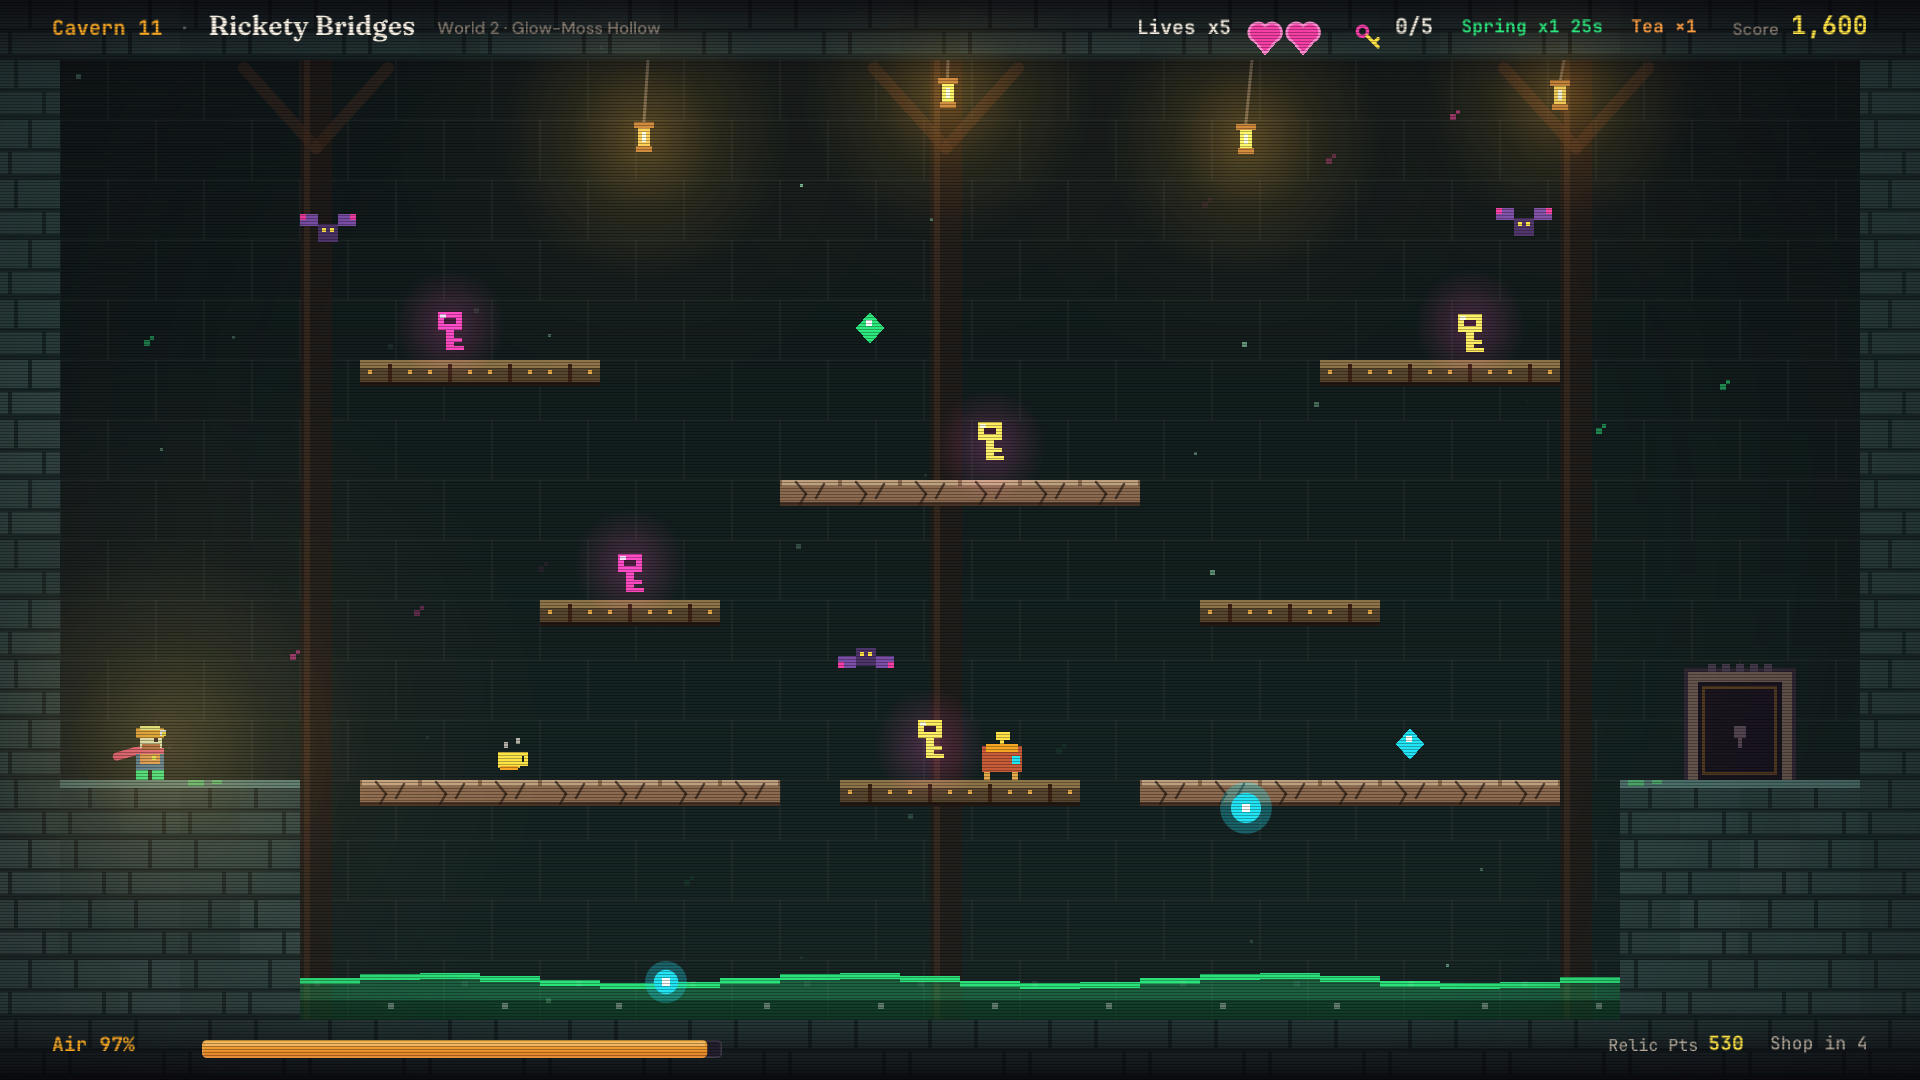 Cavern 11 · Rickety Bridges World 2 · Glow-Moss Hollow Lives x5 0/5 Spring x1 25s Tea ×1 Score 1,600
Air 97% Relic Pts 530 Shop in 4